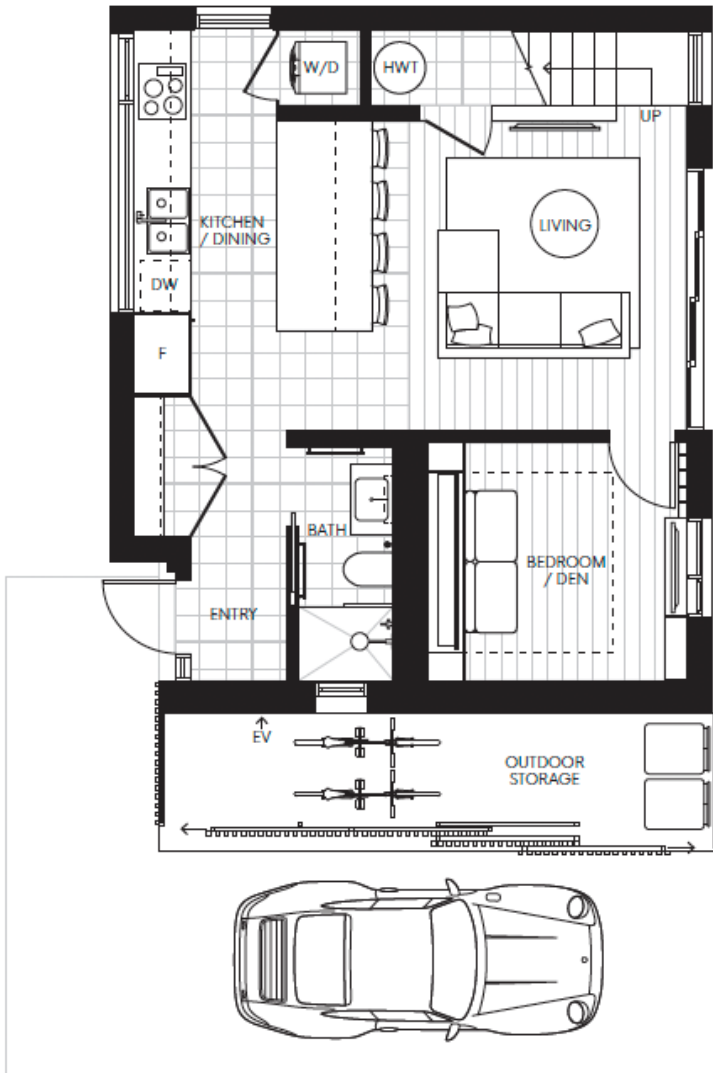 W/D
HWT
UP
KITCHEN
/ DINING
LIVING
DW
F
BATH
BEDROOM
/ DEN
ENTRY
EV
OUTDOOR
STORAGE